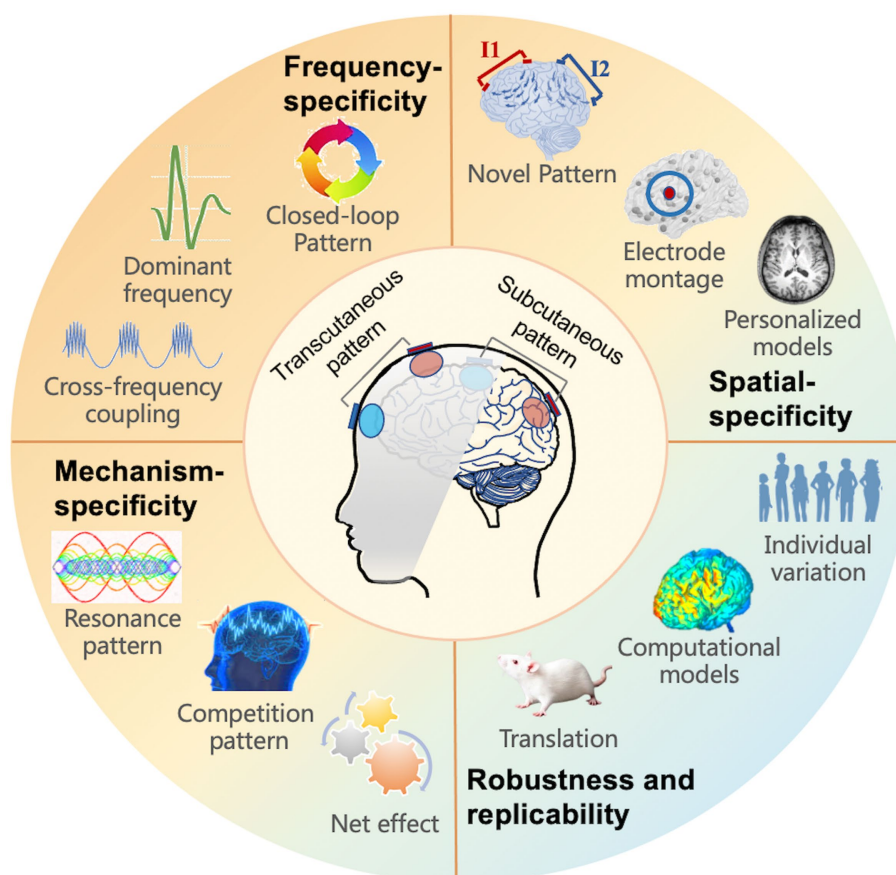 Frequency-
specificity
Closed-loop
Pattern
Dominant
frequency
Cross-frequency
coupling
I1
I2
Novel Pattern
Electrode
montage
Personalized
models
Spatial-
specificity
Transcutaneous
pattern
Subcutaneous
pattern
Mechanism-
specificity
Resonance
pattern
Competition
pattern
Net effect
Individual
variation
Computational
models
Translation
Robustness and
replicability